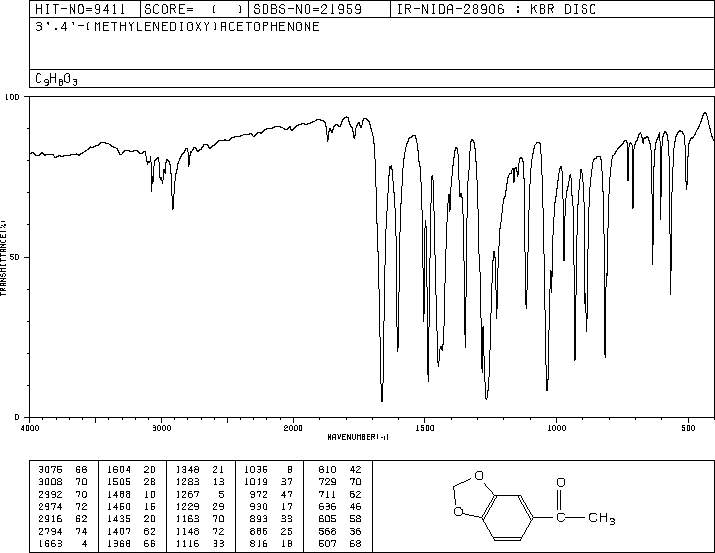 HIT-NO=9411 SCORE= ( ) SDBS-NO=21959 IR-NIDA-28906 : KBR DISC
3',4'-(METHYLENEDIOXY)ACETOPHENONE
C9H8O3
100
50
0
TRANSMITTANCE(%)
4000 3000 2000 1500 1000 500
WAVENUMBER(-1)
3075 66 1604 20 1348 21 1036 8 810 42
3008 70 1505 28 1283 13 1019 37 729 70
2992 70 1488 10 1267 5 972 47 711 62
2974 72 1450 16 1229 29 930 17 636 46
2916 62 1435 20 1163 70 893 33 605 58
2794 74 1407 62 1148 72 886 25 568 36
1663 4 1368 66 1116 33 816 18 507 68
O
O
O
C
CH3